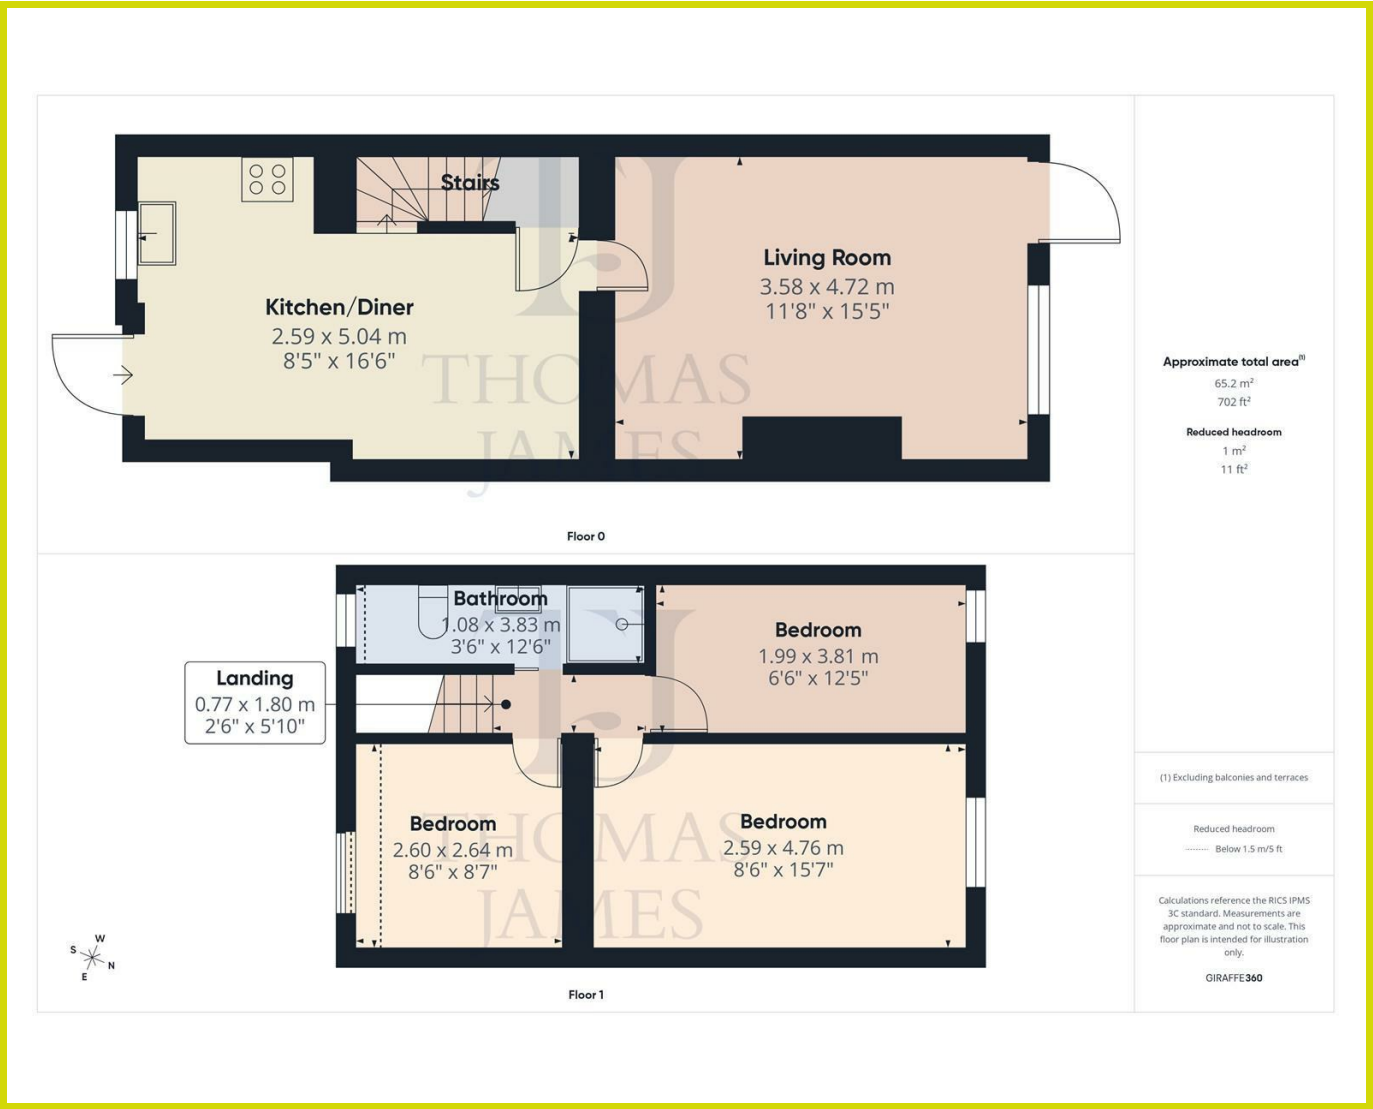 Stairs
Kitchen/Diner
2.59 x 5.04 m
8'5" x 16'6"
Living Room
3.58 x 4.72 m
11'8" x 15'5"
THOMAS
JAMES
Floor 0
Approximate total area(1)
65.2 m²
702 ft²
Reduced headroom
1 m²
11 ft²
Bathroom
1.08 x 3.83 m
3'6" x 12'6"
Bedroom
1.99 x 3.81 m
6'6" x 12'5"
Landing
0.77 x 1.80 m
2'6" x 5'10"
Bedroom
2.60 x 2.64 m
8'6" x 8'7"
Bedroom
2.59 x 4.76 m
8'6" x 15'7"
THOMAS
JAMES
W
S
N
E
Floor 1
(1) Excluding balconies and terraces
Reduced headroom
Below 1.5 m/5 ft
Calculations reference the RICS IPMS
3C standard. Measurements are
approximate and not to scale. This
floor plan is intended for illustration
only.
GIRAFFE360